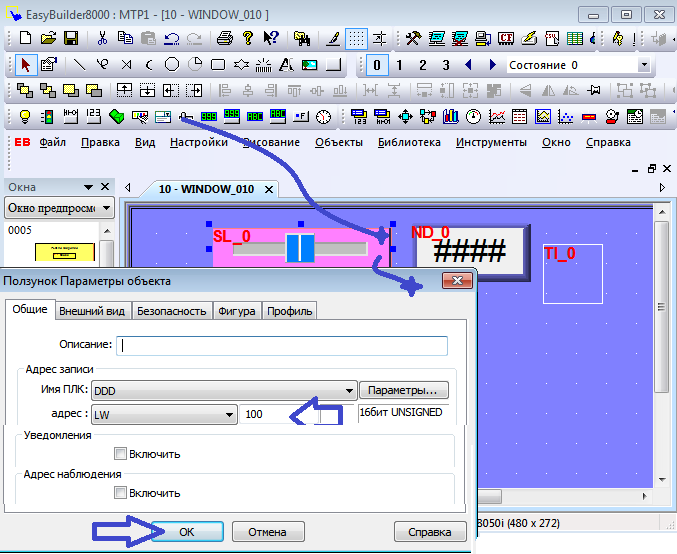 EasyBuilder8000 : MTP1 - [10 - WINDOW_010 ]
0 1 2 3 Состояние 0
EB Файл Правка Вид Настройки Рисование Объекты Библиотека Инструменты Окно Справка
Окна
10 - WINDOW_010
Окно предпросмо
0005
SL_0
ND_0
####
TI_0
Ползунок Параметры объекта
Общие Внешний вид Безопасность Фигура Профиль
Описание:
Адрес записи
Имя ПЛК: DDD Параметры...
адрес : LW 100 16бит UNSIGNED
Уведомления
Включить
Адрес наблюдения
Включить
OK Отмена Справка
8050i (480 x 272)